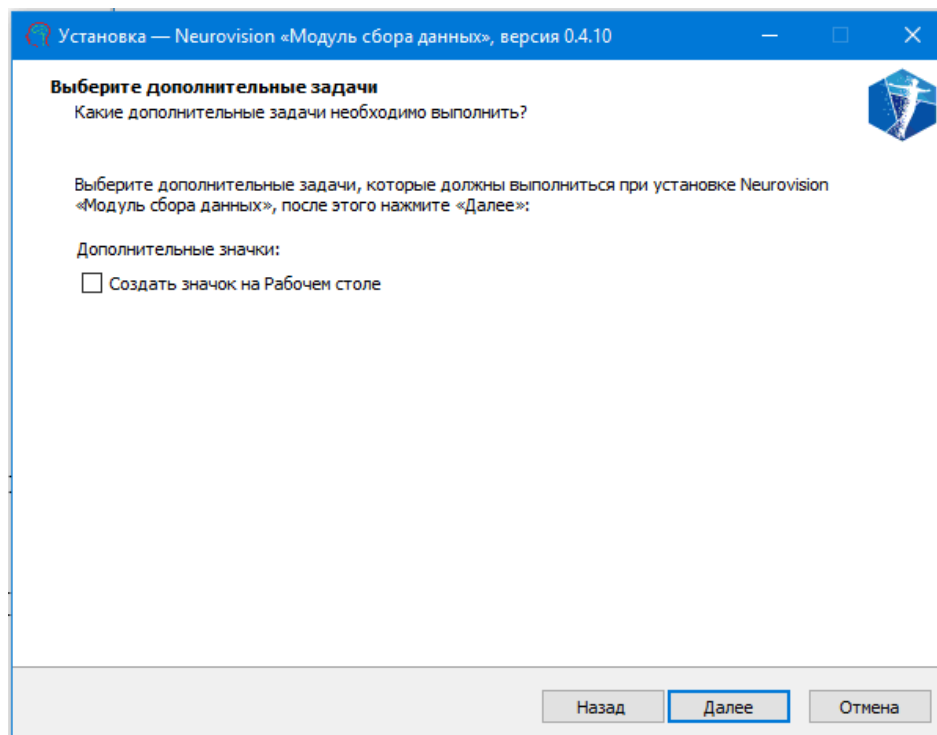 Установка — Neurovision «Модуль сбора данных», версия 0.4.10
Выберите дополнительные задачи
Какие дополнительные задачи необходимо выполнить?
Выберите дополнительные задачи, которые должны выполниться при установке Neurovision
«Модуль сбора данных», после этого нажмите «Далее»:
Дополнительные значки:
Создать значок на Рабочем столе
Назад
Далее
Отмена